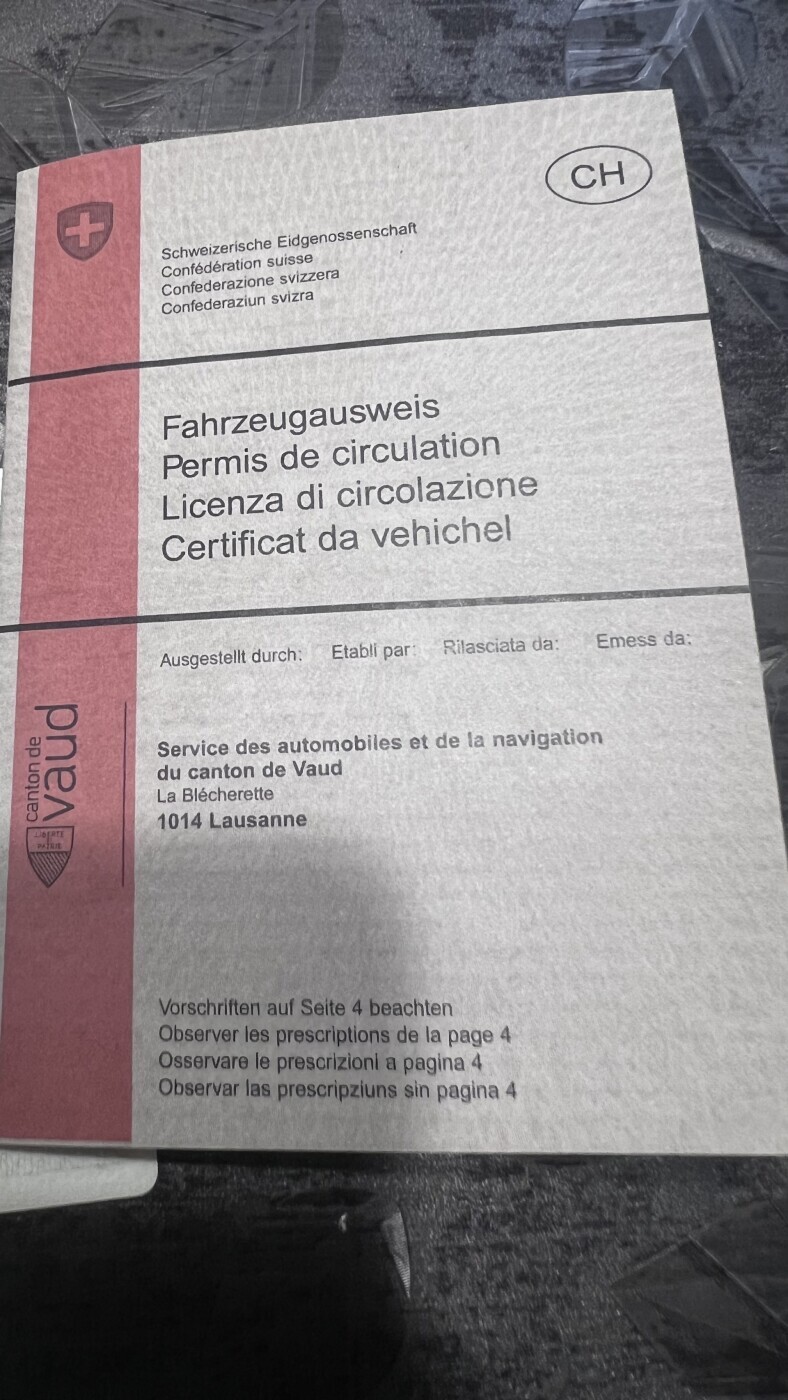 CH
Schweizerische Eidgenossenschaft
Confédération suisse
Confederazione svizzera
Confederaziun svizra
Fahrzeugausweis
Permis de circulation
Licenza di circolazione
Certificat da vehichel
Ausgestellt durch: Etabli par: Rilasciata da: Emess da:
canton de
vaud
LIBERTÉ
ET
PATRIE
Service des automobiles et de la navigation
du canton de Vaud
La Blécherette
1014 Lausanne
Vorschriften auf Seite 4 beachten
Observer les prescriptions de la page 4
Osservare le prescrizioni a pagina 4
Observar las prescripziuns sin pagina 4